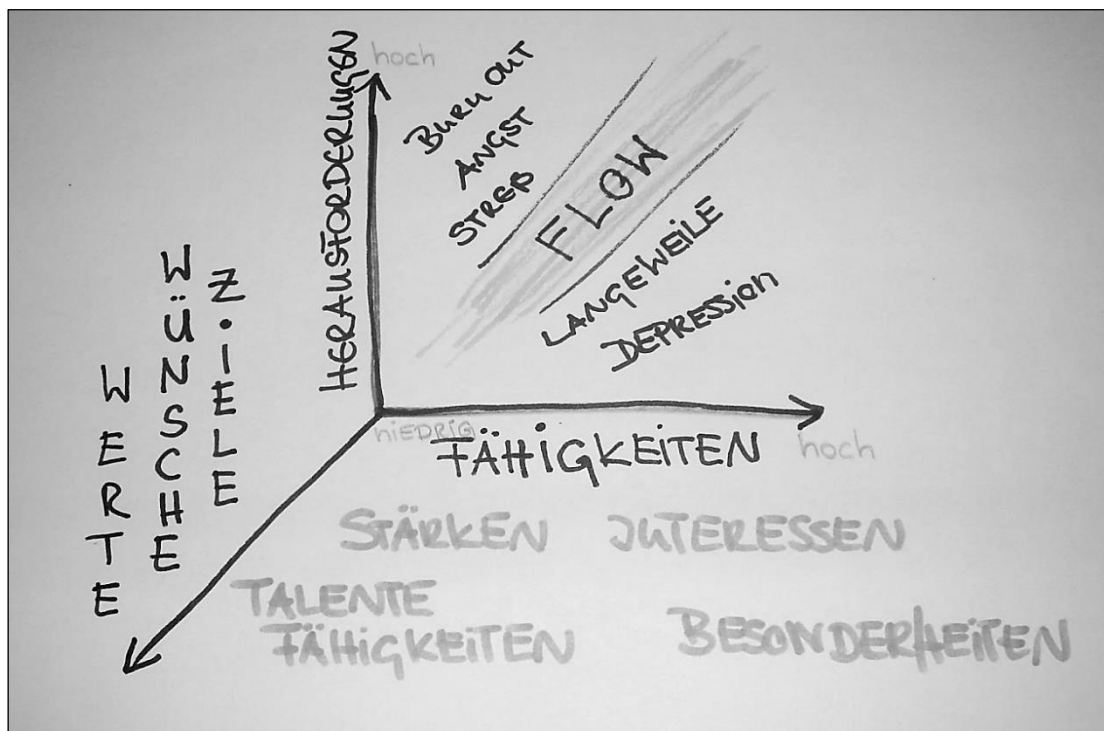 hoch
HERAUSFORDERUNGEN
BURN OUT
ANGST
STREß
FLOW
LANGEWEILE
DEPRESSION
niEDRiG
FÄHiGKEiTEN
hoch
ZIELE
WÜNSCHE
WERTE
STÄRKEN INTERESSEN
TALENTE
FÄHiGKEiTEN BESONDERHEiTEN